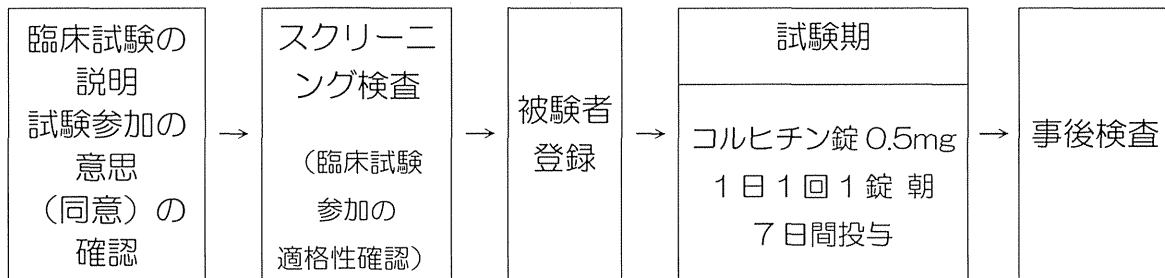 臨床試験の
説明
試験参加の
意思
（同意）の
確認
→
スクリーニ
ング検査
（臨床試験
参加の
適格性確認）
→
被験者
登録
→
試験期
コルヒチン錠 0.5mg
1日1回1錠 朝
7日間投与
→
事後検査